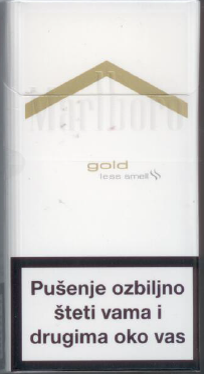 Marlboro
gold
less smell
Pušenje ozbiljno
šteti vama i
drugima oko vas